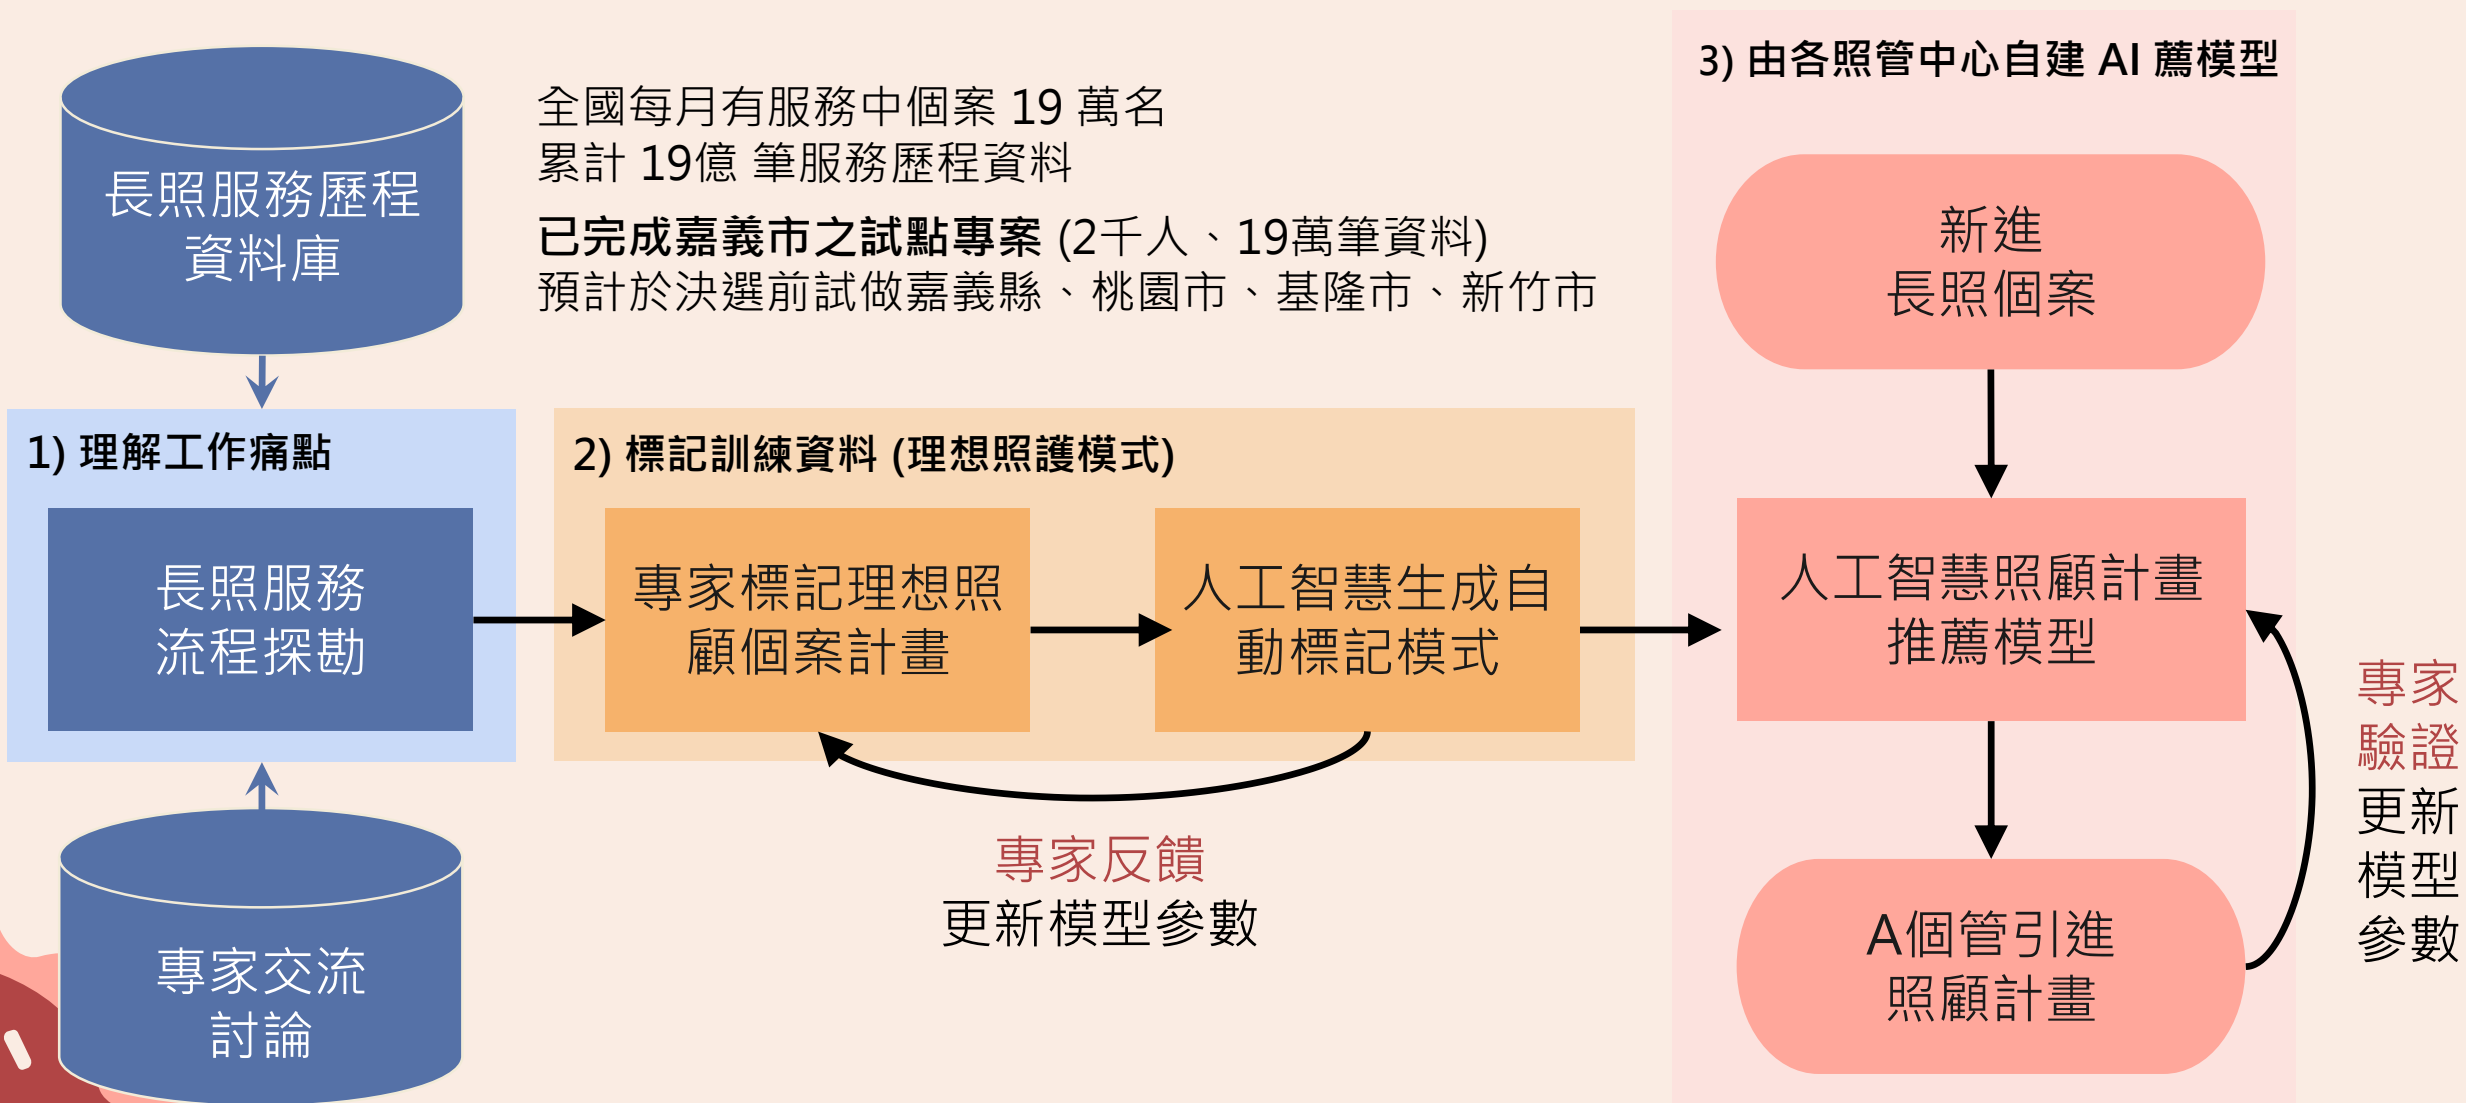 長照服務歷程
資料庫
全國每月有服務中個案 19 萬名
累計 19億 筆服務歷程資料
已完成嘉義市之試點專案 (2千人、19萬筆資料)
預計於決選前試做嘉義縣、桃園市、基隆市、新竹市
1) 理解工作痛點
長照服務
流程探勘
專家交流
討論
2) 標記訓練資料 (理想照護模式)
專家標記理想照
顧個案計畫
人工智慧生成自
動標記模式
專家反饋
更新模型參數
3) 由各照管中心自建 AI 薦模型
新進
長照個案
人工智慧照顧計畫
推薦模型
A個管引進
照顧計畫
專家
驗證
更新
模型
參數